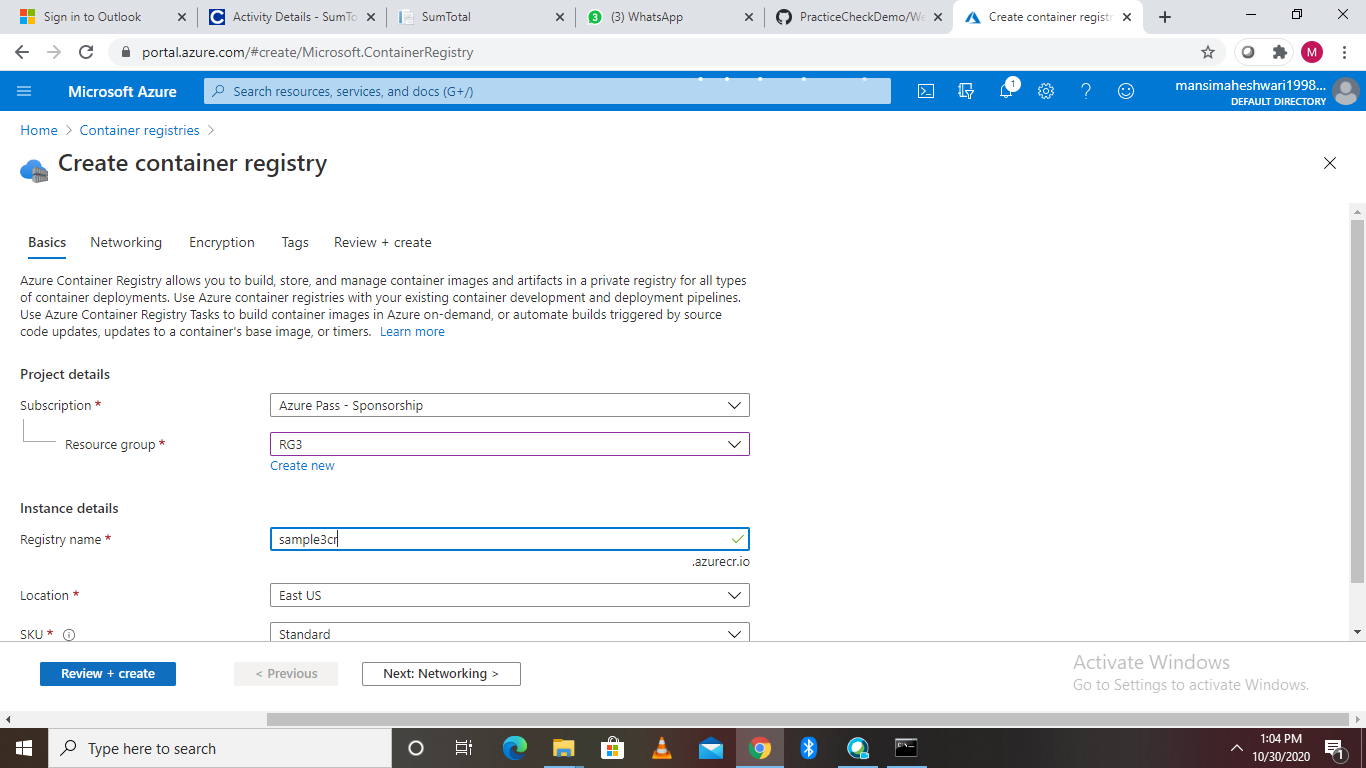 Sign in to Outlook
Activity Details - SumTo
SumTotal
(3) WhatsApp
PracticeCheckDemo/We
Create container registr
portal.azure.com/#create/Microsoft.ContainerRegistry
M
Microsoft Azure
Search resources, services, and docs (G+/)
1
mansimaheshwari1998...
DEFAULT DIRECTORY
Home > Container registries >
Create container registry
Basics Networking Encryption Tags Review + create
Azure Container Registry allows you to build, store, and manage container images and artifacts in a private registry for all types
of container deployments. Use Azure container registries with your existing container development and deployment pipelines.
Use Azure Container Registry Tasks to build container images in Azure on-demand, or automate builds triggered by source
code updates, updates to a container's base image, or timers. Learn more
Project details
Subscription * Azure Pass - Sponsorship
Resource group * RG3
Create new
Instance details
Registry name * sample3cr
.azurecr.io
Location * East US
SKU * Standard
Review + create < Previous Next: Networking >
Activate Windows
Go to Settings to activate Windows.
Type here to search
1:04 PM
10/30/2020
1